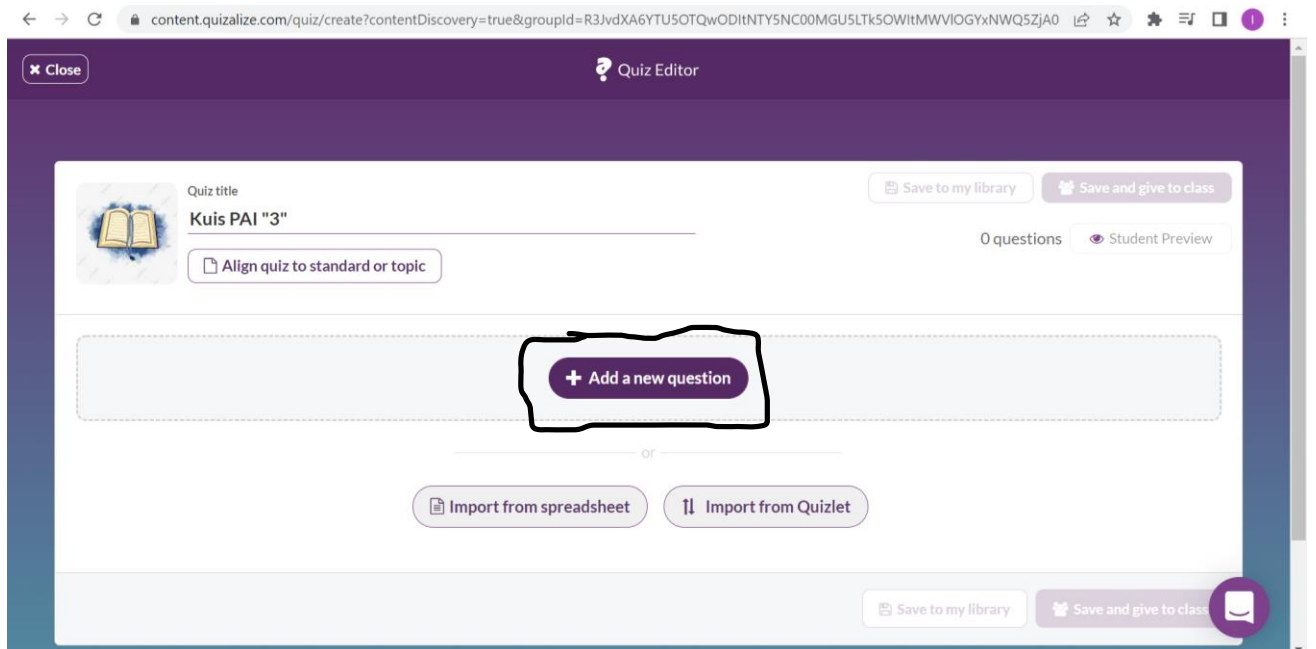 content.quizalize.com/quiz/create?contentDiscovery=true&groupId=R3JvdXA6YTU5OTQwODItNTY5NC00MGU5LTk5OWItMWVlOGYxNWQ5ZjA0
I
✖ Close
Quiz Editor
Quiz title
Kuis PAI "3"
Align quiz to standard or topic
Save to my library
Save and give to class
0 questions
Student Preview
+ Add a new question
or
Import from spreadsheet
Import from Quizlet
Save to my library
Save and give to class